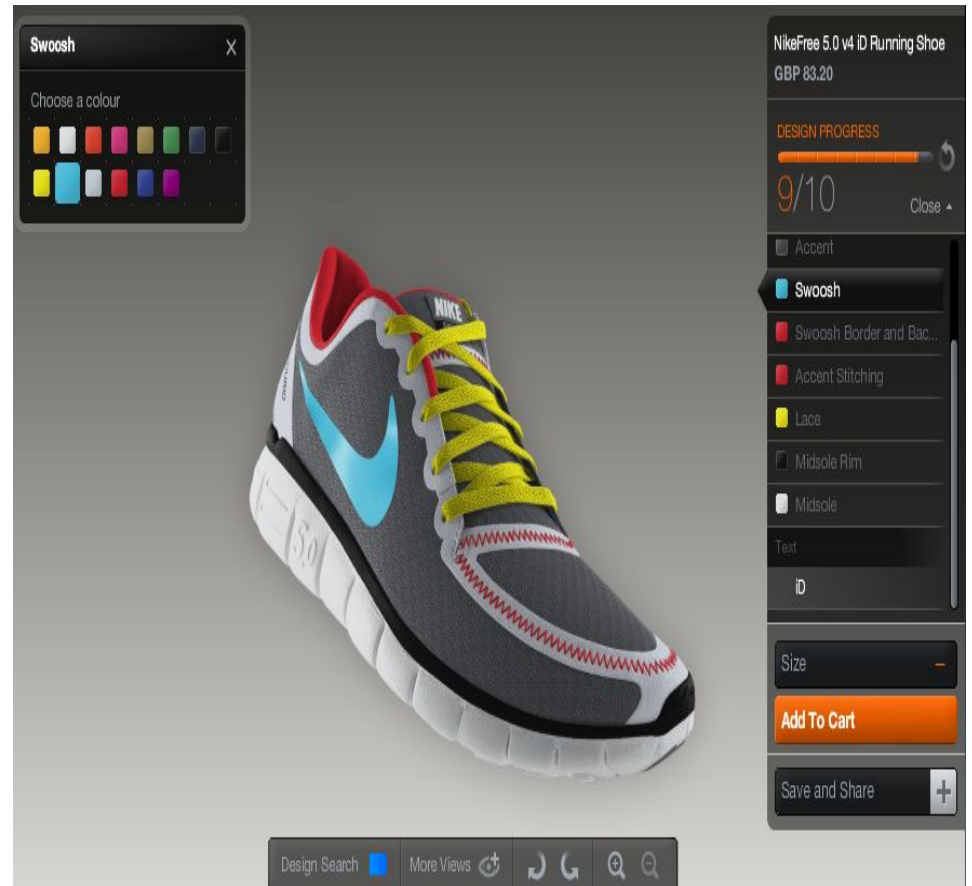 Swoosh X
Choose a colour
NikeFree 5.0 v4 iD Running Shoe
GBP 83.20
DESIGN PROGRESS
9/10
Close
Accent
Swoosh
Swoosh Border and Bac...
Accent Stitching
Lace
Midsole Rim
Midsole
Text
iD
Size
Add To Cart
Save and Share
NIKE
5.0
Design Search
More Views